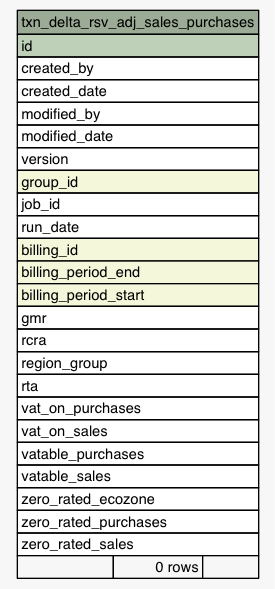 txn_delta_rsv_adj_sales_purchases
id
created_by
created_date
modified_by
modified_date
version
group_id
job_id
run_date
billing_id
billing_period_end
billing_period_start
gmr
rcra
region_group
rta
vat_on_purchases
vat_on_sales
vatable_purchases
vatable_sales
zero_rated_ecozone
zero_rated_purchases
zero_rated_sales
0 rows